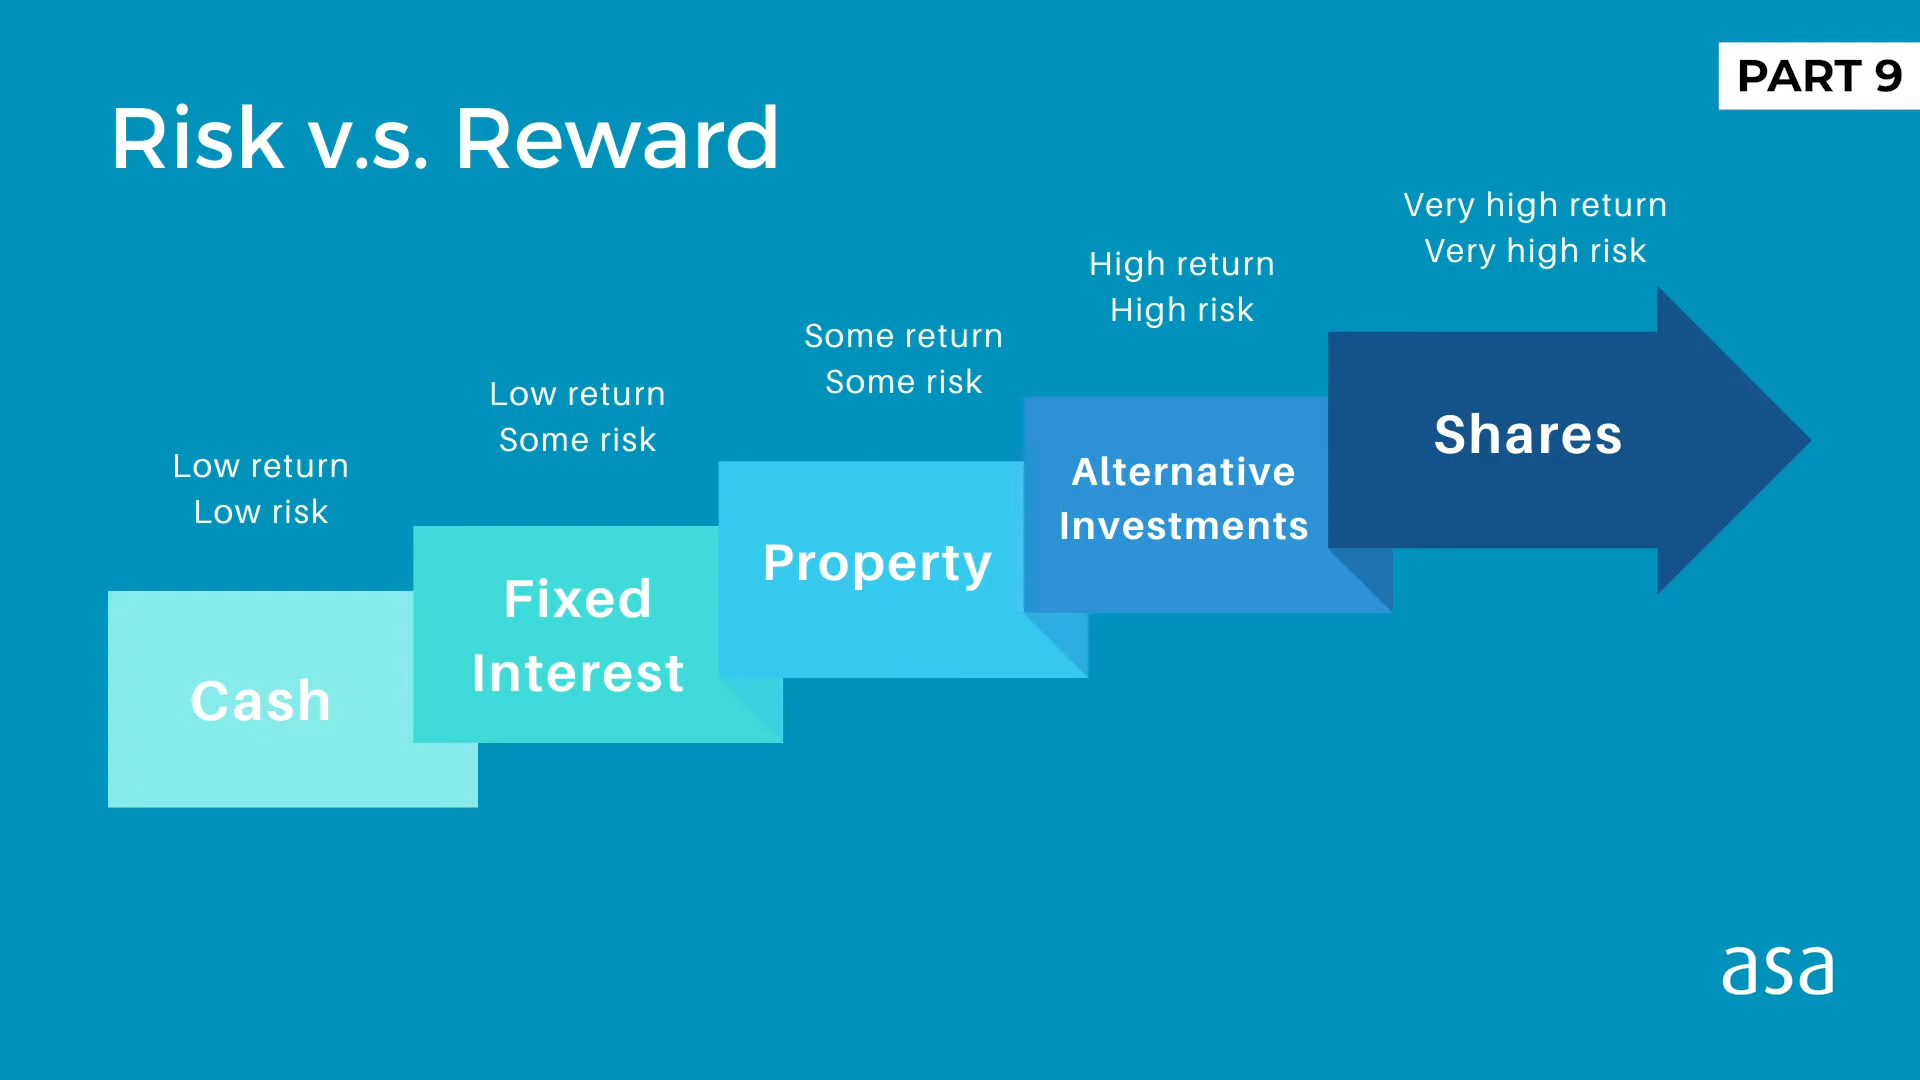 PART 9
Risk v.s. Reward
Low return
Low risk
Cash
Low return
Some risk
Fixed
Interest
Some return
Some risk
Property
High return
High risk
Alternative
Investments
Very high return
Very high risk
Shares
asa